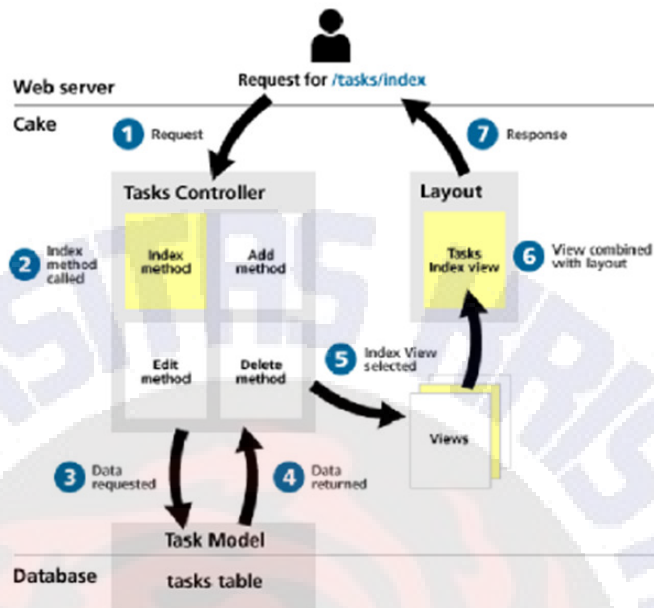 Request for /tasks/index
Web server
Cake
1 Request
7 Response
Tasks Controller
Layout
2 Index
method
called
Index
method
Add
method
Tasks
Index view
6 View combined
with layout
Edit
method
Delete
method
5 Index View
selected
Views
3 Data
requested
4 Data
returned
Task Model
Database
tasks table